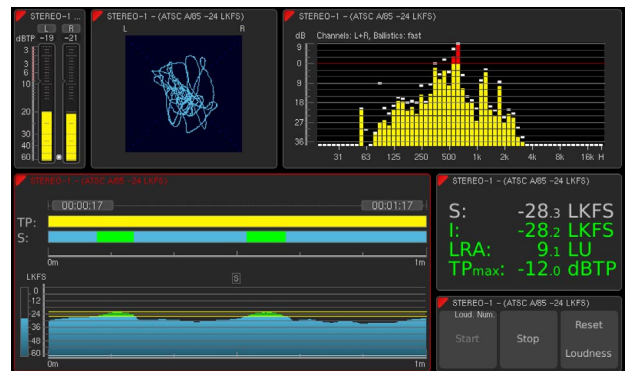 STEREO-1 ...
L R
dBTP -19 -21
3
3
6
10
20
30
40
60
STEREO-1 - (ATSC A/85 -24 LKFS)
L R
STEREO-1 - (ATSC A/85 -24 LKFS)
dB Channels: L+R, Ballistics: fast
9
0
9
18
27
36
31 63 125 250 500 1k 2k 4k 8k 16k H
STEREO-1 - (ATSC A/85 -24 LKFS)
00:00:17 00:01:17
TP:
S:
0m 1m
LKFS S
0
-12
-24
-36
-48
-60
0m 1m
STEREO-1 - (ATSC A/85 -24 LKFS)
S: -28.3 LKFS
I: -28.2 LKFS
LRA: 9.1 LU
TPmax: -12.0 dBTP
STEREO-1 - (ATSC A/85 -24 LKFS)
Loud. Num.
Start Stop Reset
Loudness